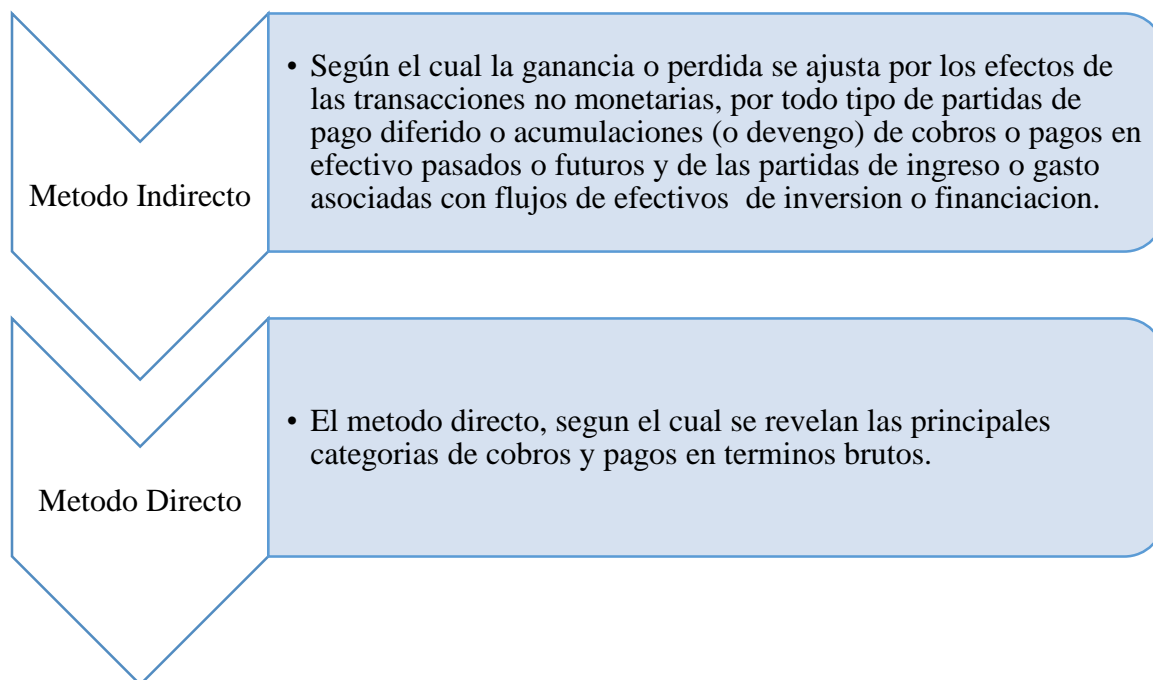 Metodo Indirecto
• Según el cual la ganancia o perdida se ajusta por los efectos de
las transacciones no monetarias, por todo tipo de partidas de
pago diferido o acumulaciones (o devengo) de cobros o pagos en
efectivo pasados o futuros y de las partidas de ingreso o gasto
asociadas con flujos de efectivos  de inversion o financiacion.
Metodo Directo
• El metodo directo, segun el cual se revelan las principales
categorias de cobros y pagos en terminos brutos.